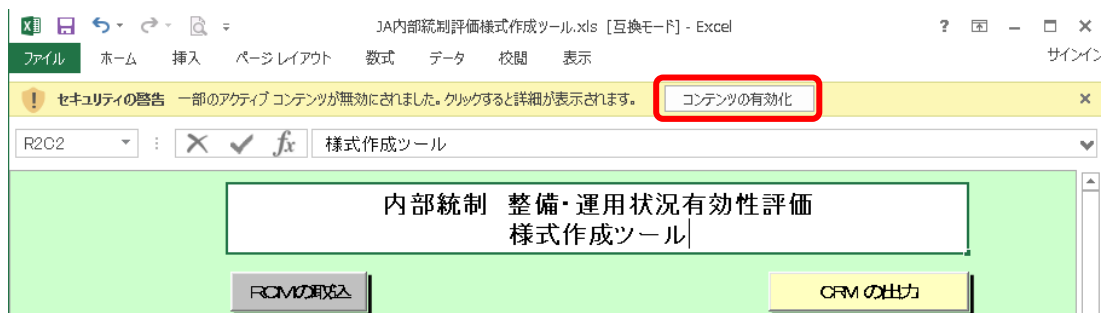 JA内部統制評価様式作成ツール.xls [互換モード] - Excel
ファイル ホーム 挿入 ページ レイアウト 数式 データ 校閲 表示 サインイン
セキュリティの警告 一部のアクティブ コンテンツが無効にされました。クリックすると詳細が表示されます。 コンテンツの有効化
R2C2 fx 様式作成ツール
内部統制 整備・運用状況有効性評価
様式作成ツール
RCMの取込 CRM の出力